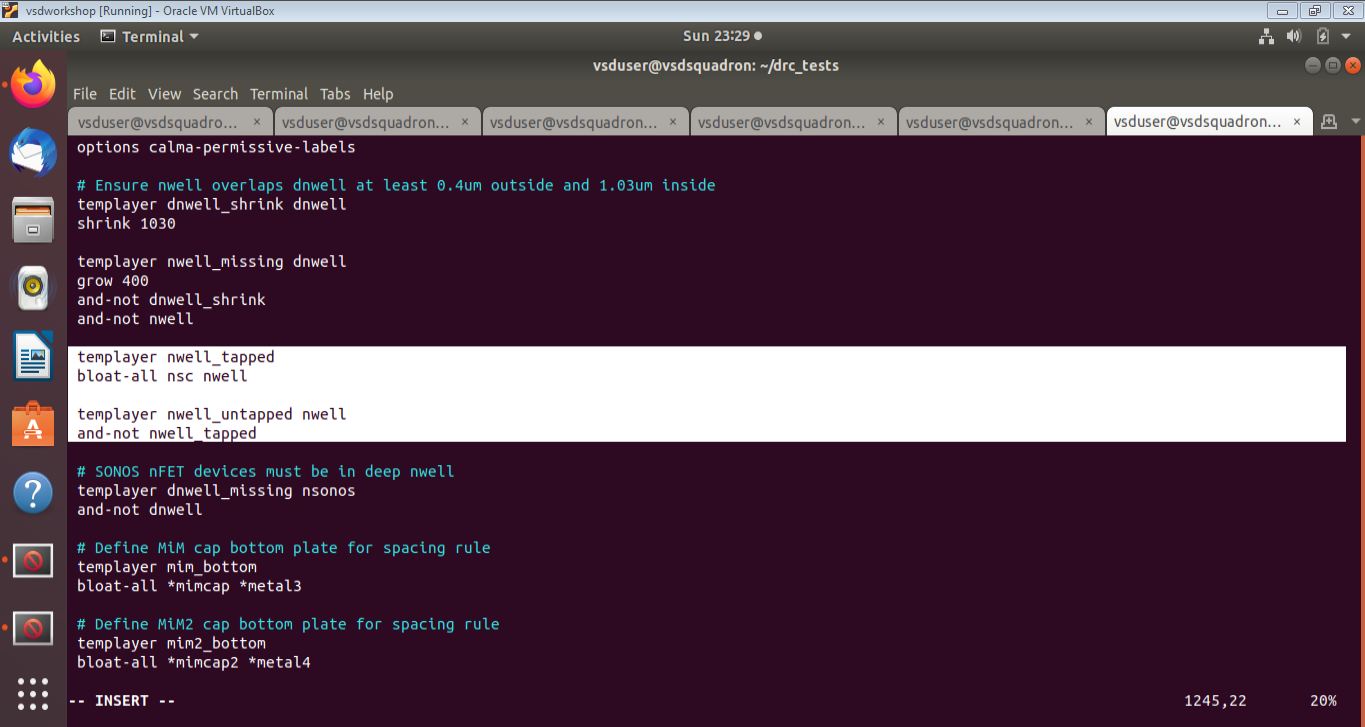 vsdworkshop [Running] - Oracle VM VirtualBox
Activities Terminal Sun 23:29
vsduser@vsdsquadron: ~/drc_tests
File Edit View Search Terminal Tabs Help
vsduser@vsdsquadro... × vsduser@vsdsquadron... × vsduser@vsdsquadron... × vsduser@vsdsquadron... × vsduser@vsdsquadron... × vsduser@vsdsquadron... ×
options calma-permissive-labels
# Ensure nwell overlaps dnwell at least 0.4um outside and 1.03um inside
templayer dnwell_shrink dnwell
shrink 1030
templayer nwell_missing dnwell
grow 400
and-not dnwell_shrink
and-not nwell
templayer nwell_tapped
bloat-all nsc nwell
templayer nwell_untapped nwell
and-not nwell_tapped
# SONOS nFET devices must be in deep nwell
templayer dnwell_missing nsonos
and-not dnwell
# Define MiM cap bottom plate for spacing rule
templayer mim_bottom
bloat-all *mimcap *metal3
# Define MiM2 cap bottom plate for spacing rule
templayer mim2_bottom
bloat-all *mimcap2 *metal4
-- INSERT -- 1245,22 20%